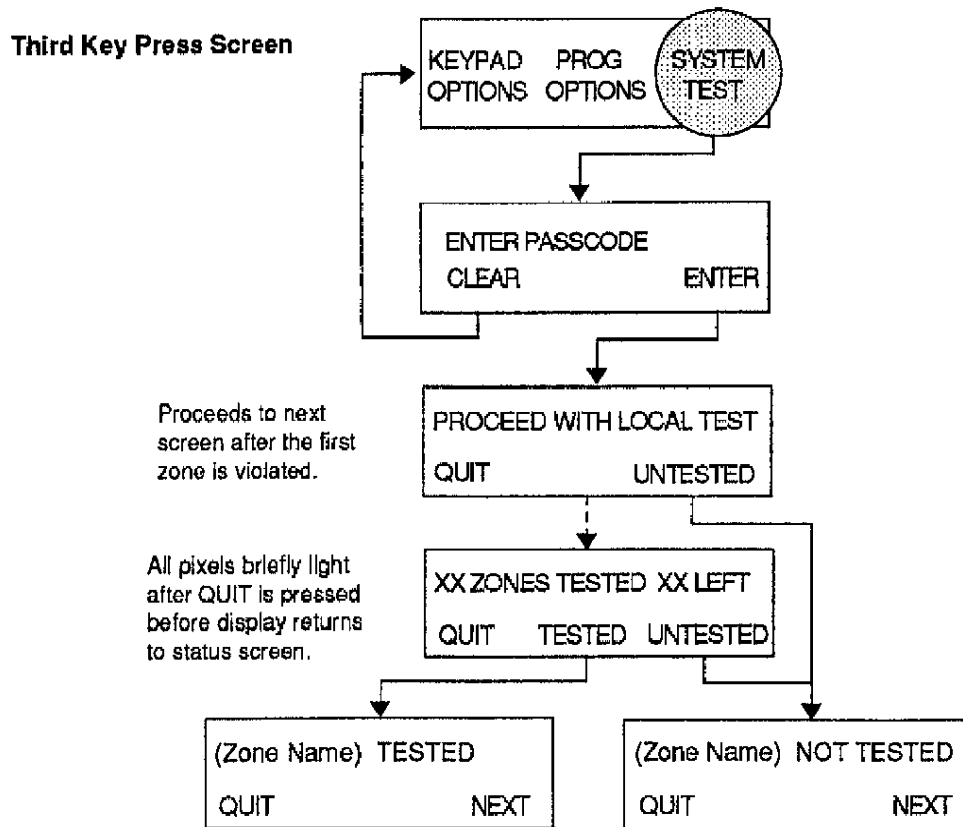 Third Key Press Screen
KEYPAD PROG SYSTEM
OPTIONS OPTIONS TEST
ENTER PASSCODE
CLEAR ENTER
Proceeds to next
screen after the first
zone is violated.
PROCEED WITH LOCAL TEST
QUIT UNTESTED
All pixels briefly light
after QUIT is pressed
before display returns
to status screen.
XX ZONES TESTED XX LEFT
QUIT TESTED UNTESTED
(Zone Name) TESTED
QUIT NEXT
(Zone Name) NOT TESTED
QUIT NEXT